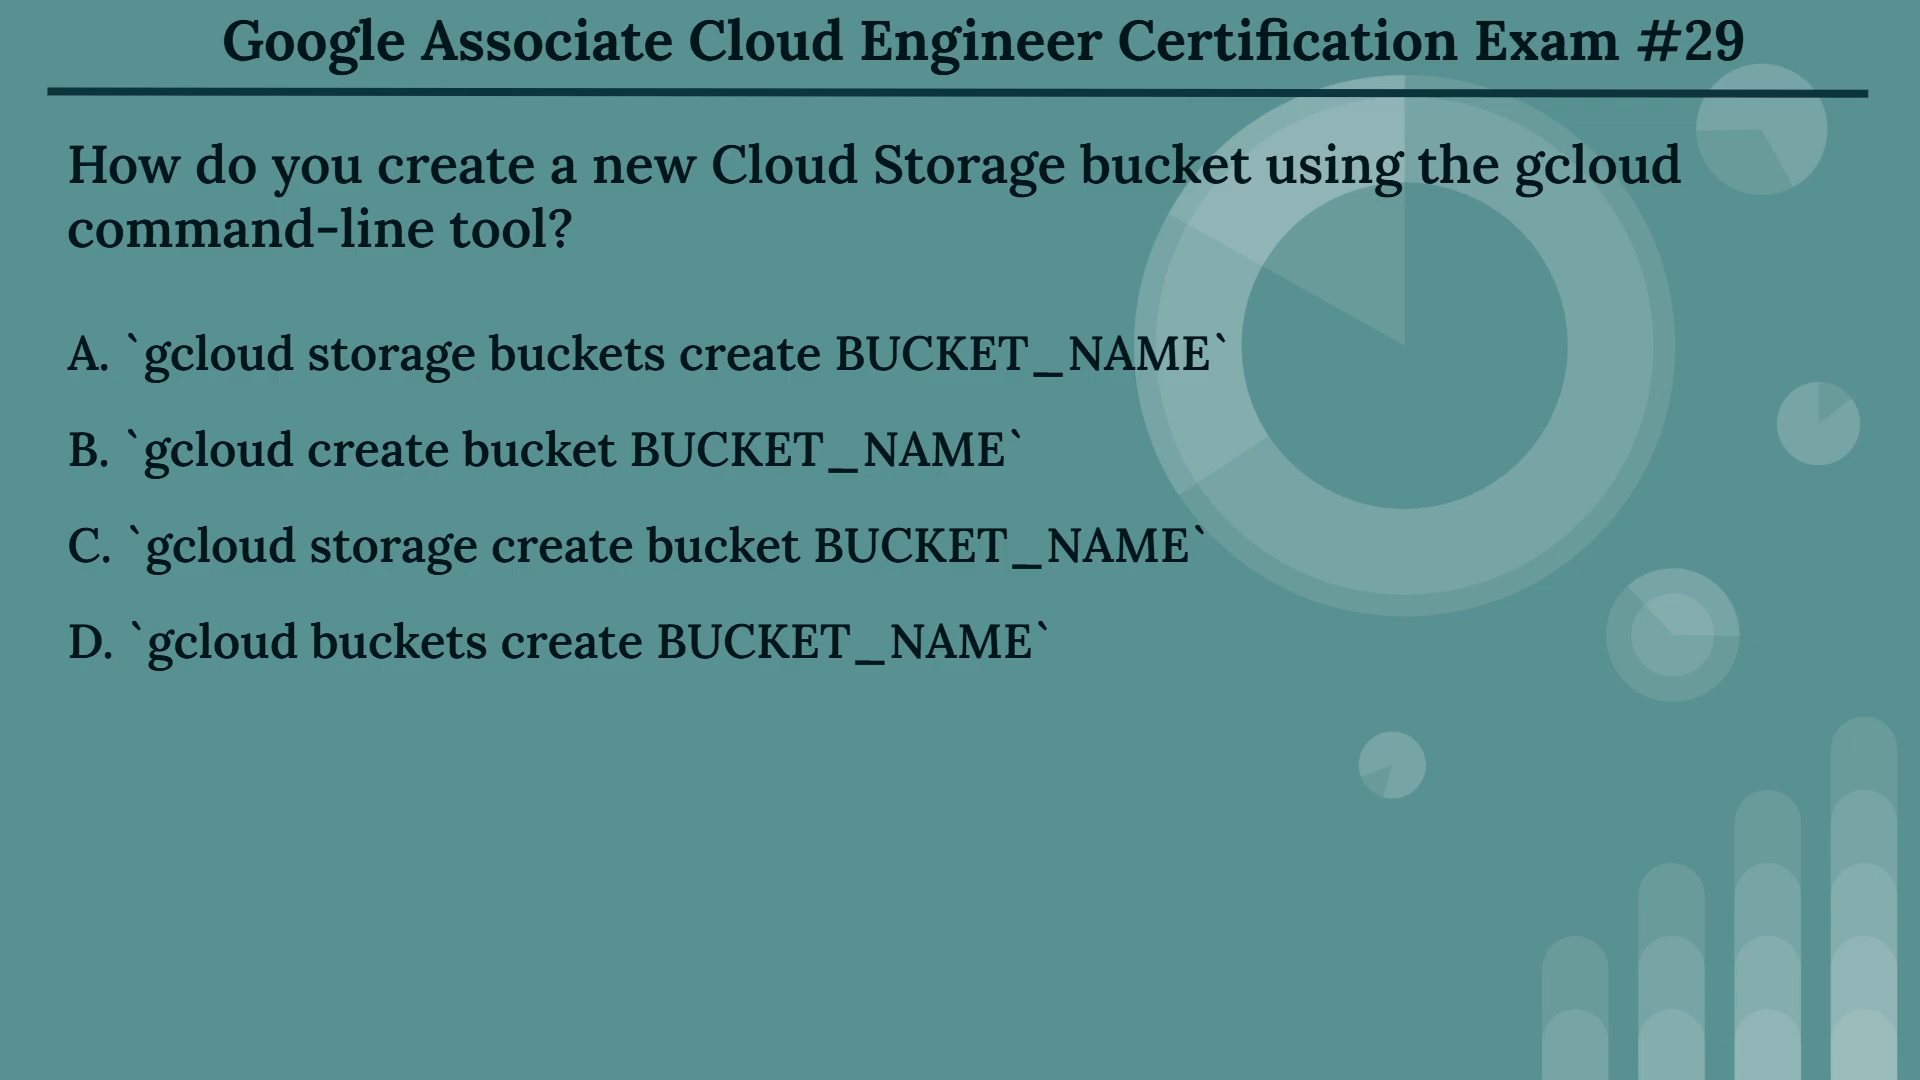 Google Associate Cloud Engineer Certification Exam #29
How do you create a new Cloud Storage bucket using the gcloud
command-line tool?
A. `gcloud storage buckets create BUCKET_NAME`
B. `gcloud create bucket BUCKET_NAME`
C. `gcloud storage create bucket BUCKET_NAME`
D. `gcloud buckets create BUCKET_NAME`